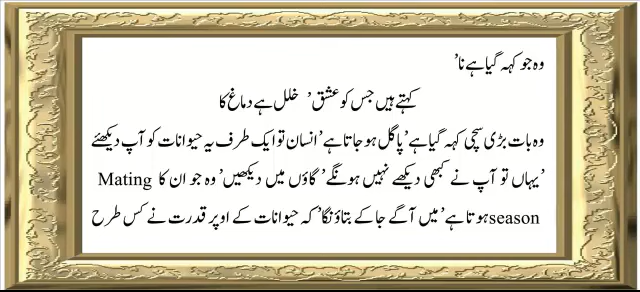 وہ جو کہہ گیا ہے نا’
کہتے ہیں جس کو عشق’ خلل ہے دماغ کا
وہ بات بڑی سچی کہہ گیا ہے’ پاگل ہو جاتا ہے’ انسان تو ایک طرف یہ حیوانات کو آپ دیکھئے
’یہاں تو آپ نے کبھی دیکھے نہیں ہونگے’ گاؤں میں دیکھیں’ وہ جو ان کا Mating
season ہوتا ہے’ میں آگے جا کے بتاؤنگا’ کہ حیوانات کے اوپر قدرت نے کس طرح